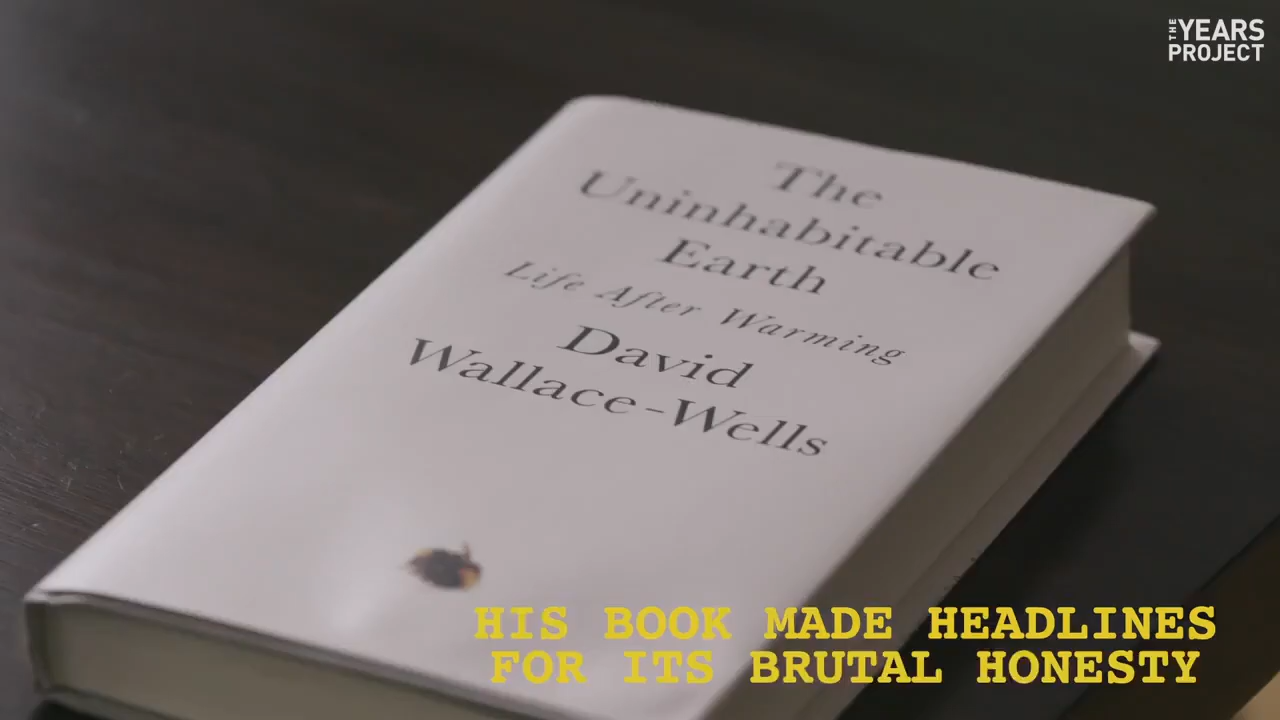 THE YEARS
PROJECT
The
Uninhabitable
Earth
Life After Warming
David
Wallace-Wells
HIS BOOK MADE HEADLINES
FOR ITS BRUTAL HONESTY